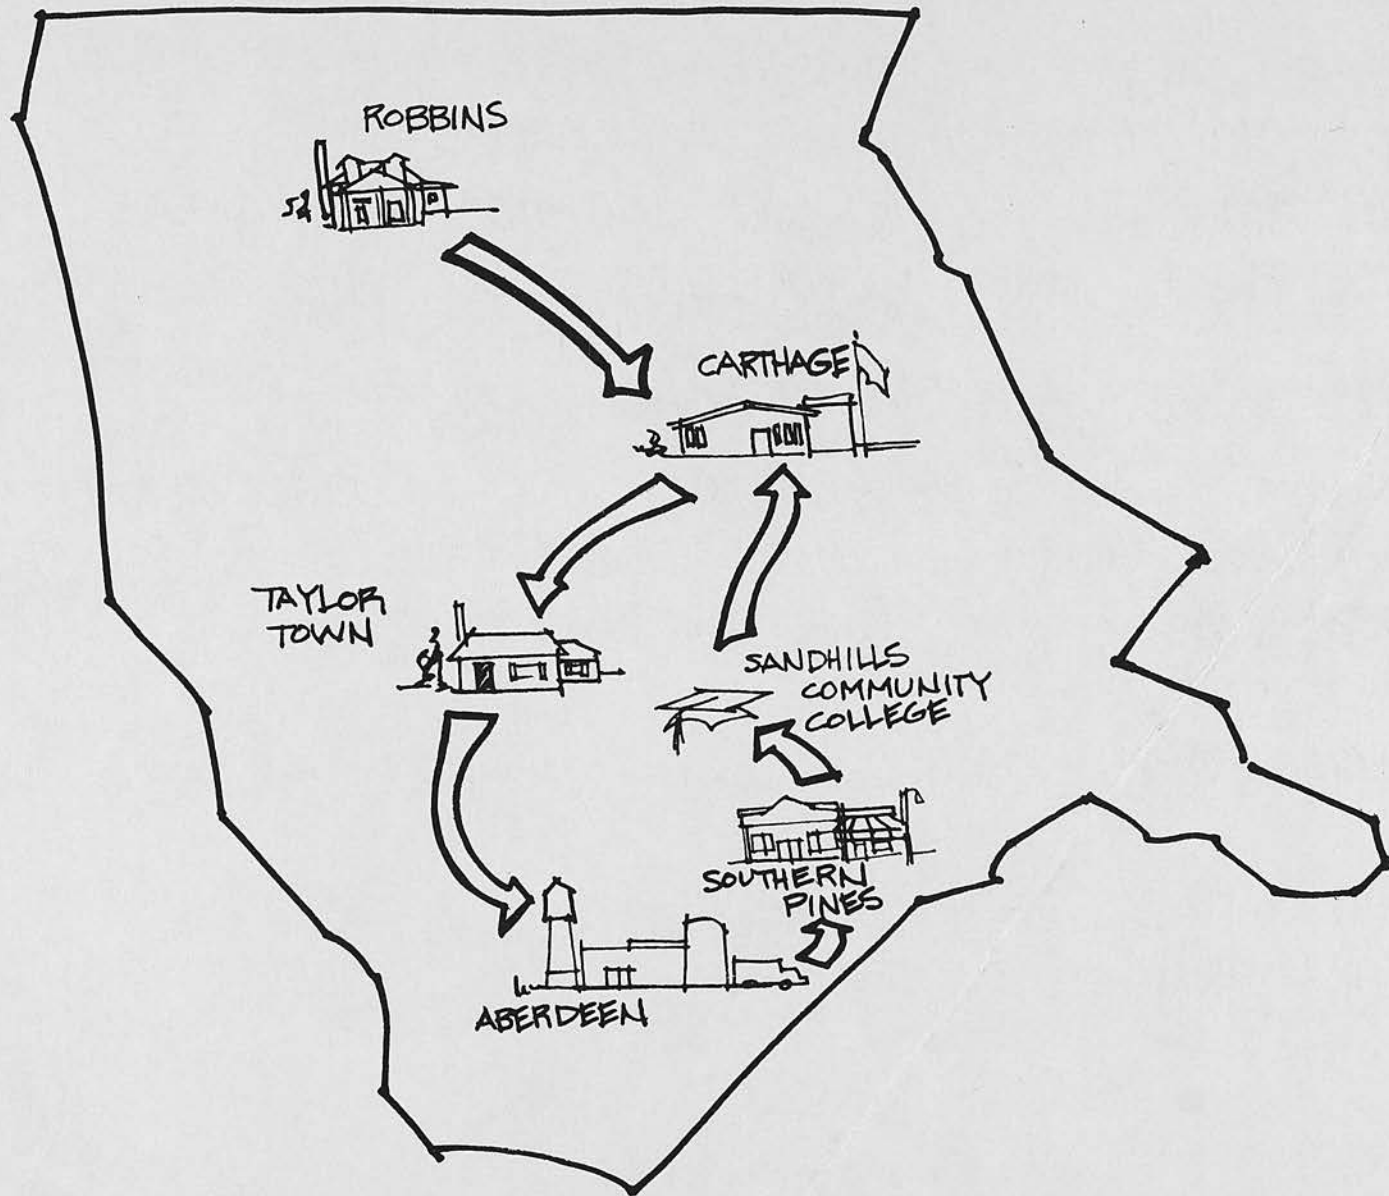 ROBBINS
CARTHAGE
TAYLOR
TOWN
SANDHILLS
COMMUNITY
COLLEGE
SOUTHERN
PINES
ABERDEEN